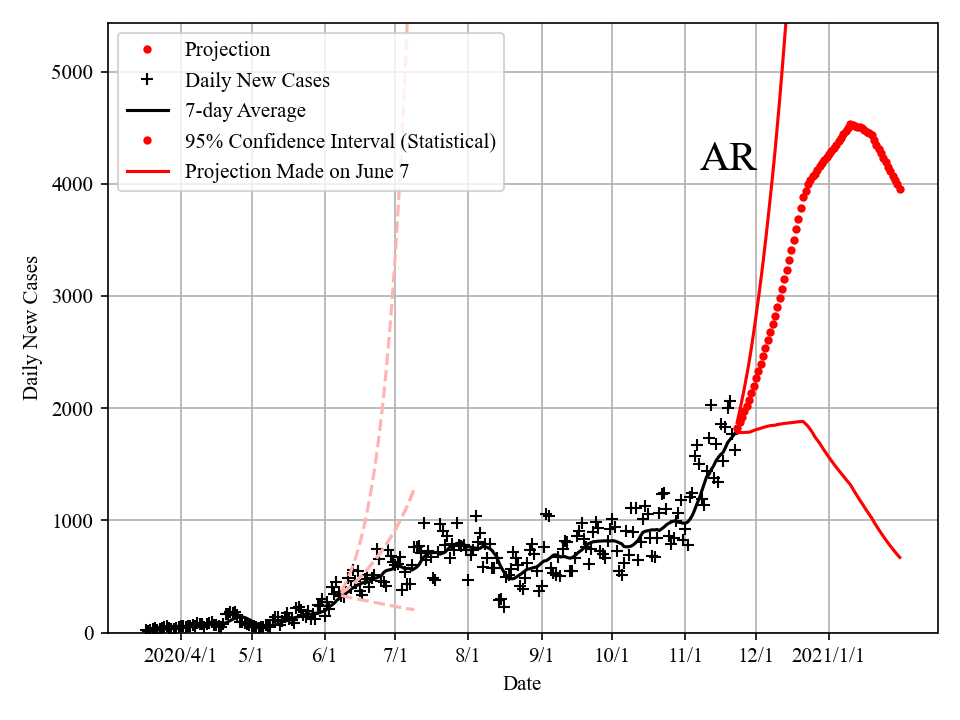 Projection
Daily New Cases
7-day Average
95% Confidence Interval (Statistical)
Projection Made on June 7
AR
5000
4000
3000
2000
1000
0
Daily New Cases
2020/4/1 5/1 6/1 7/1 8/1 9/1 10/1 11/1 12/1 2021/1/1
Date